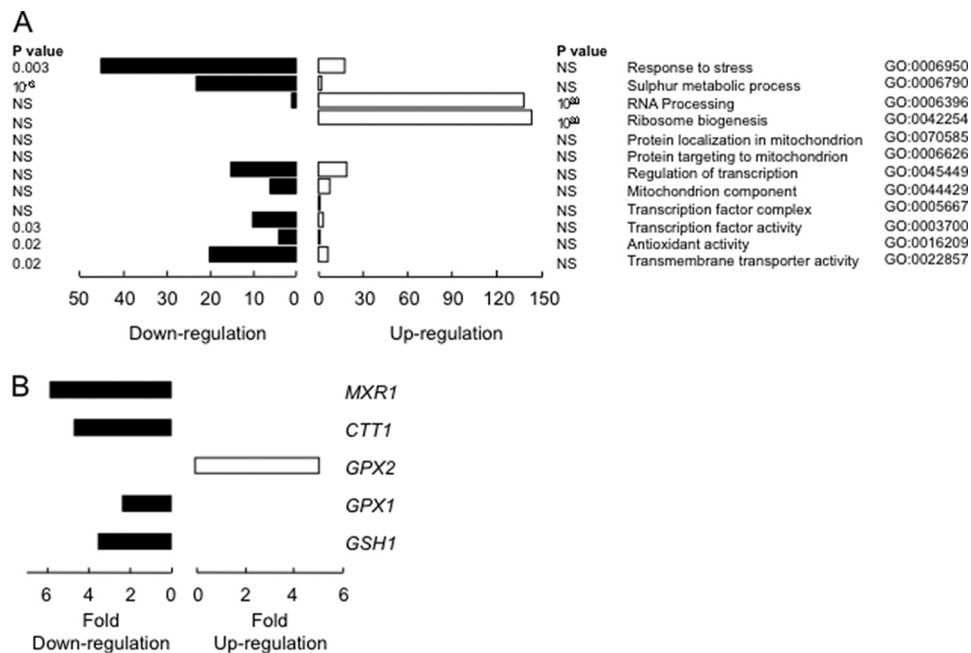 A
P value
P value
0.003
NS
Response to stress
GO:0006950
NS
Sulphur metabolic process
GO:0006790
NS
NS
RNA Processing
GO:0006396
NS
NS
Ribosome biogenesis
GO:0042254
NS
NS
Protein localization in mitochondrion
GO:0070585
NS
NS
Protein targeting to mitochondrion
GO:0006626
NS
NS
Regulation of transcription
GO:0045449
NS
NS
Mitochondrion component
GO:0044429
NS
NS
Transcription factor complex
GO:0005667
0.03
NS
Transcription factor activity
GO:0003700
0.02
NS
Antioxidant activity
GO:0016209
0.02
NS
Transmembrane transporter activity
GO:0022857
50 40 30 20 10 0
0 30 60 90 120 150
Down-regulation
Up-regulation
B
MXR1
CTT1
GPX2
GPX1
GSH1
6 4 2 0
0 2 4 6
Fold
Down-regulation
Fold
Up-regulation